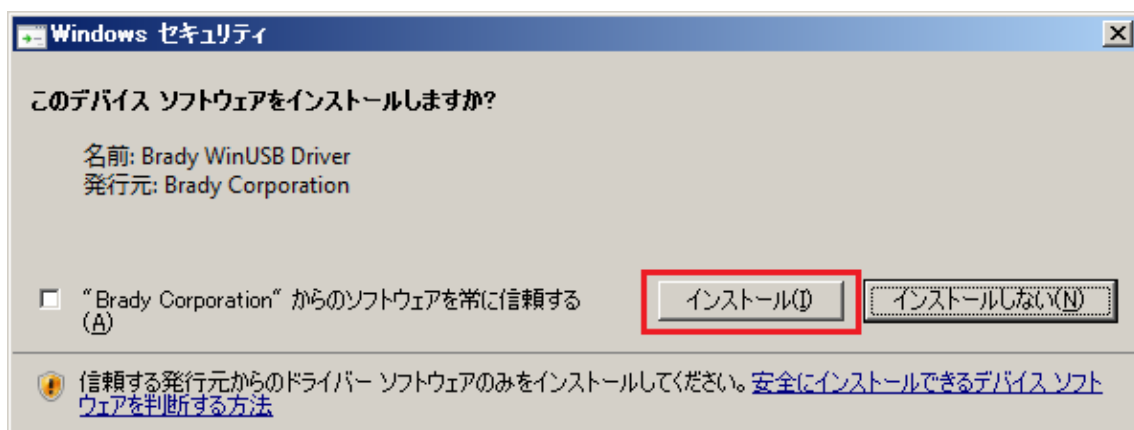 Windows セキュリティ
このデバイス ソフトウェアをインストールしますか?
名前: Brady WinUSB Driver
発行元: Brady Corporation
"Brady Corporation" からのソフトウェアを常に信頼する
(A)
インストール(I)
インストールしない(N)
信頼する発行元からのドライバー ソフトウェアのみをインストールしてください。安全にインストールできるデバイス ソフト
ウェアを判断する方法